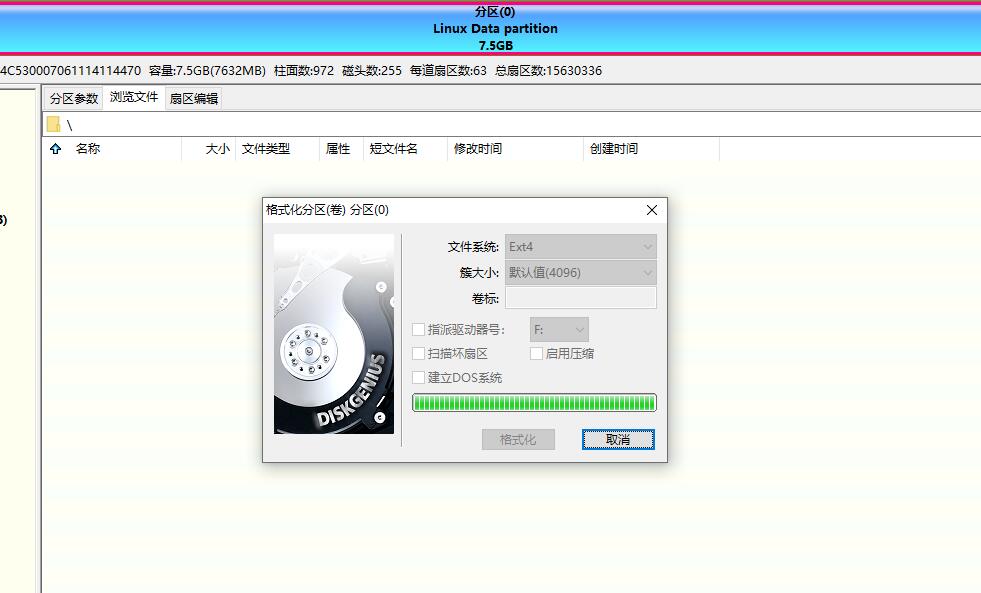 分区(0)
Linux Data partition
7.5GB
4C530007061114114470 容量:7.5GB(7632MB) 柱面数:972 磁头数:255 每道扇区数:63 总扇区数:15630336
分区参数 浏览文件 扇区编辑
\
名称 大小 文件类型 属性 短文件名 修改时间 创建时间
格式化分区(卷) 分区(0)
文件系统: Ext4
簇大小: 默认值(4096)
卷标:
指派驱动器号: F:
扫描坏扇区 启用压缩
建立DOS系统
DISKGENIUS
格式化 取消